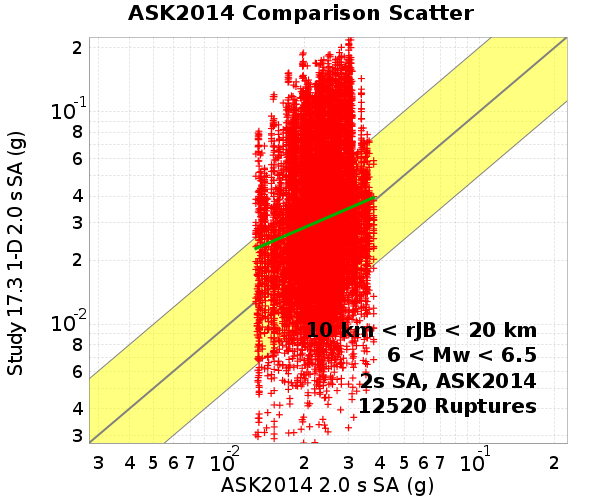 ASK2014 Comparison Scatter
Study 17.3 1-D 2.0 s SA (g)
2
10-1
8
6
4
3
2
10-2
8
6
4
3
10 km < rJB < 20 km
6 < Mw < 6.5
2s SA, ASK2014
12520 Ruptures
3 4 5 6 7 10-2 2 3 4 5 6 7 10-1 2
ASK2014 2.0 s SA (g)